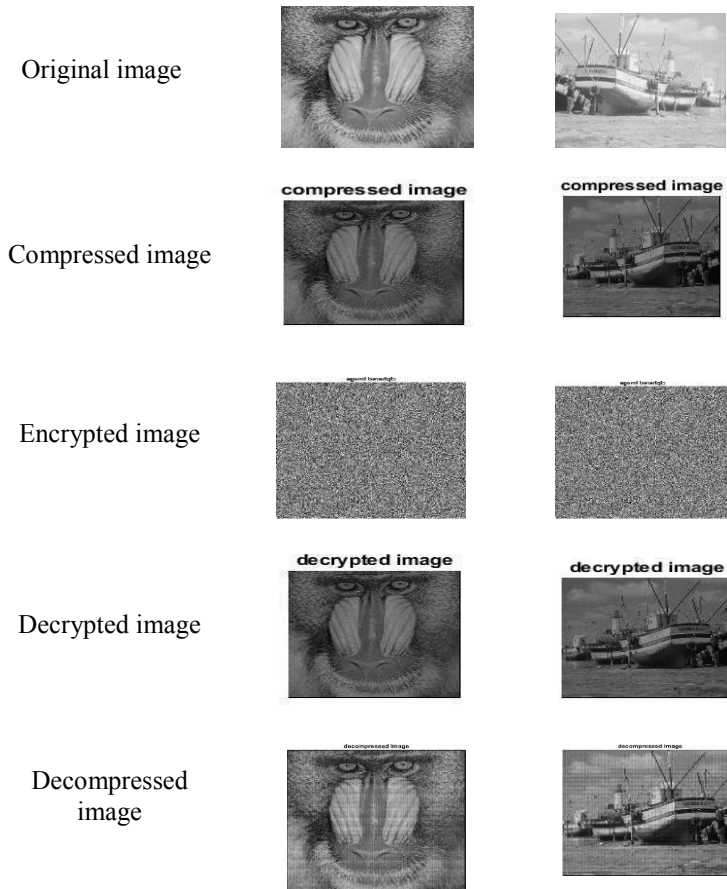 Original image
compressed image
compressed image
Compressed image
Encrypted image
decrypted image
decrypted image
Decrypted image
decompressed image
decompressed image
Decompressed
image